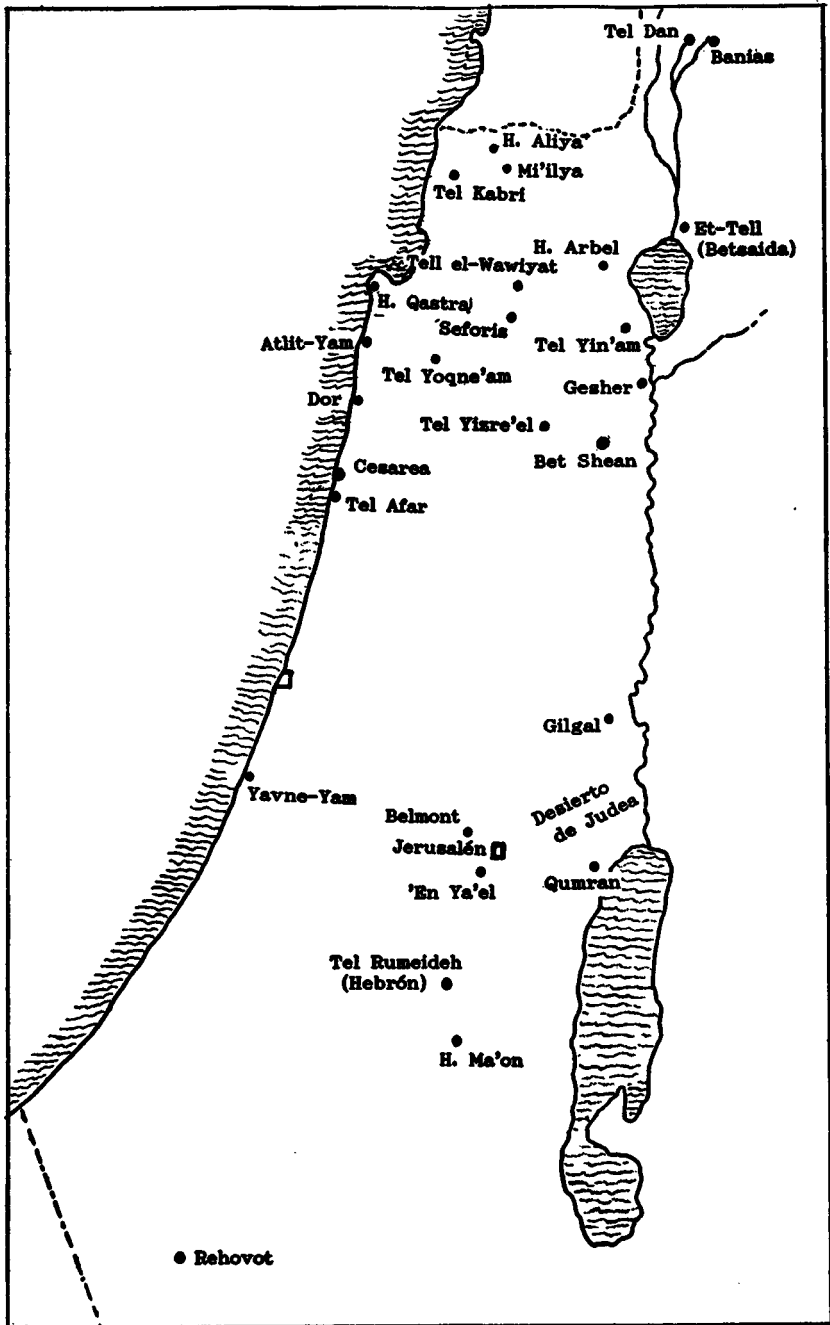 Tel Dan
Banias
H. Aliya
Mi'ilya
Tel Kabri
Et-Tell
(Betsaida)
H. Arbel
Tell el-Wawiyat
H. Qastra
Seforis
Tel Yin'am
Atlit-Yam
Tel Yoqne'am
Gesher
Dor
Tel Yizre'el
Bet Shean
Cesarea
Tel Afar
Gilgal
Yavne-Yam
Desierto
de Judea
Belmont
Jerusalén
'En Ya'el
Qumran
Tel Rumeideh
(Hebrón)
H. Ma'on
Rehovot